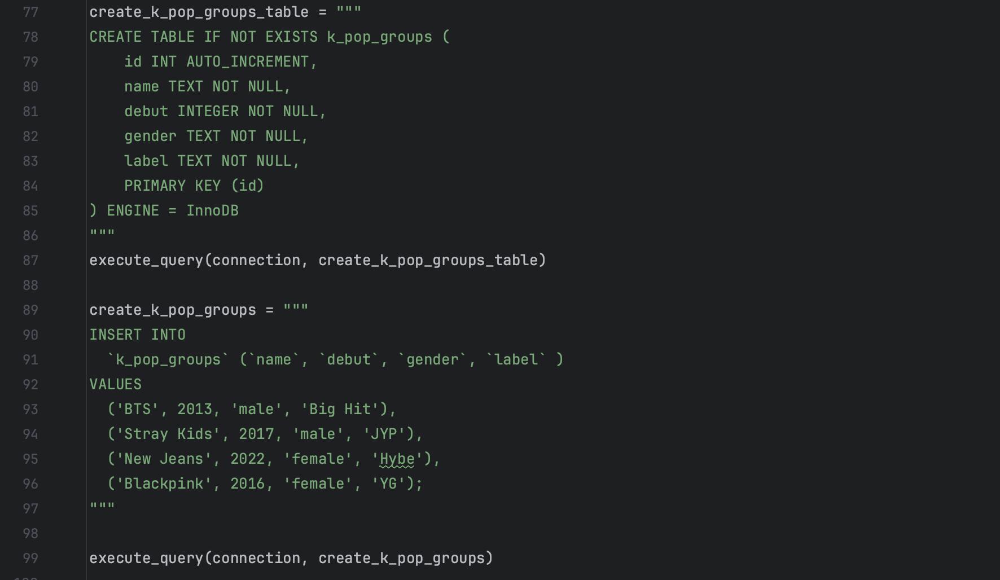 77 create_k_pop_groups_table = """
78 CREATE TABLE IF NOT EXISTS k_pop_groups (
79     id INT AUTO_INCREMENT,
80     name TEXT NOT NULL,
81     debut INTEGER NOT NULL,
82     gender TEXT NOT NULL,
83     label TEXT NOT NULL,
84     PRIMARY KEY (id)
85 ) ENGINE = InnoDB
86 """
87 execute_query(connection, create_k_pop_groups_table)
88
89 create_k_pop_groups = """
90 INSERT INTO
91   `k_pop_groups` (`name`, `debut`, `gender`, `label` )
92 VALUES
93   ('BTS', 2013, 'male', 'Big Hit'),
94   ('Stray Kids', 2017, 'male', 'JYP'),
95   ('New Jeans', 2022, 'female', 'Hybe'),
96   ('Blackpink', 2016, 'female', 'YG');
97 """
98
99 execute_query(connection, create_k_pop_groups)